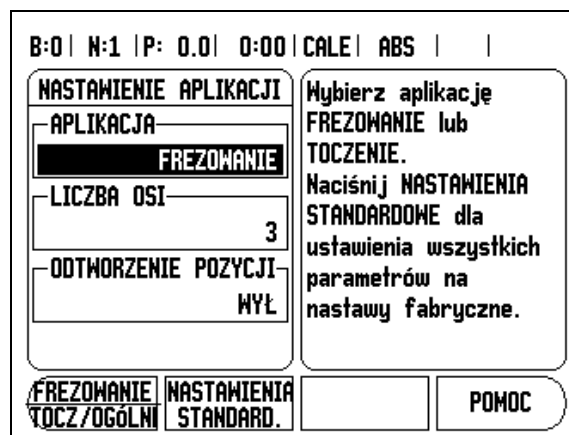 B:0| N:1 |P: 0.0| 0:00|CALE| ABS | |
NASTAWIENIE APLIKACJI
APLIKACJA
FREZOWANIE
LICZBA OSI
3
ODTWORZENIE POZYCJI
WYŁ
Wybierz aplikację
FREZOWANIE lub
TOCZENIE.
Naciśnij NASTAWIENIA
STANDARDOWE dla
ustawienia wszystkich
parametrów na
nastawy fabryczne.
FREZOWANIE
TOCZ/OGÓLNI
NASTAWIENIA
STANDARD.
POMOC